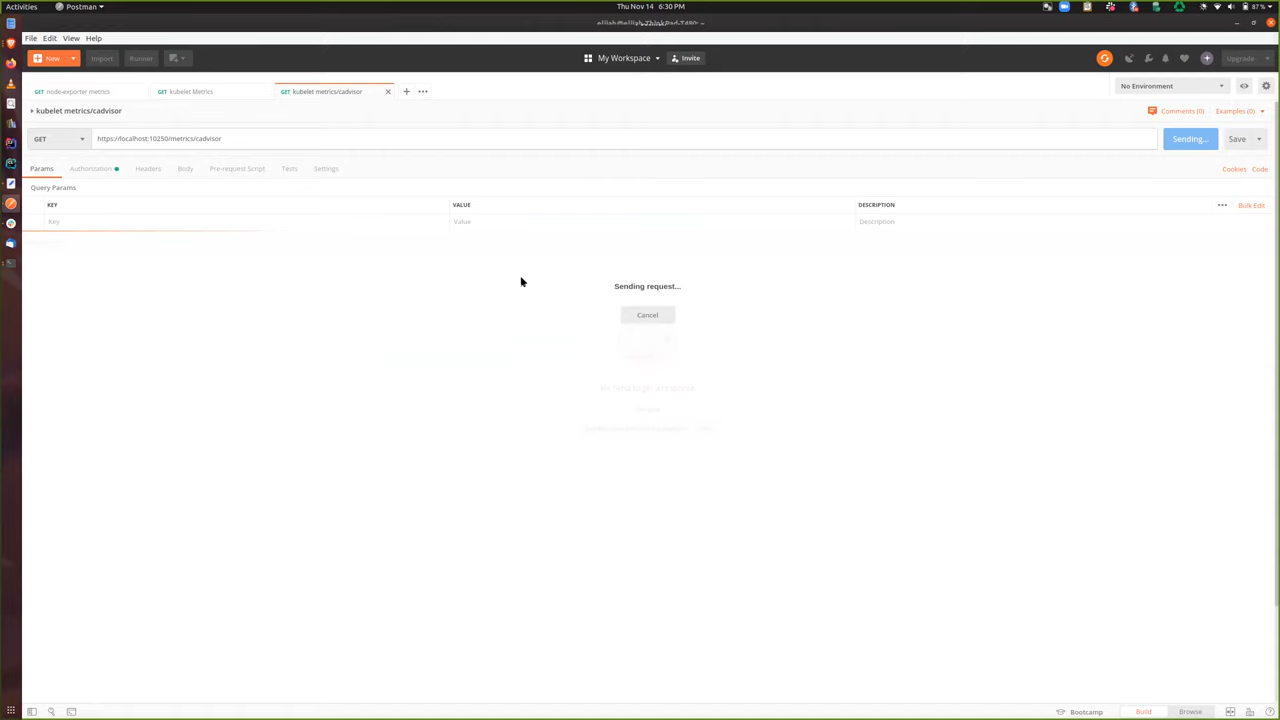 Activities
Postman
Thu Nov 14 6:30 PM
87 %
File Edit View Help
New
Import
Runner
My Workspace
Invite
Upgrade
GET node-exporter metrics
GET kubelet Metrics
GET kubelet metrics/cadvisor
No Environment
kubelet metrics/cadvisor
Comments (0)
Examples (0)
GET
https://localhost:10250/metrics/cadvisor
Sending...
Save
Params
Authorization
Headers
Body
Pre-request Script
Tests
Settings
Cookies
Code
Query Params
KEY
VALUE
DESCRIPTION
Bulk Edit
Key
Value
Description
Sending request...
Cancel
Bootcamp
Build
Browse